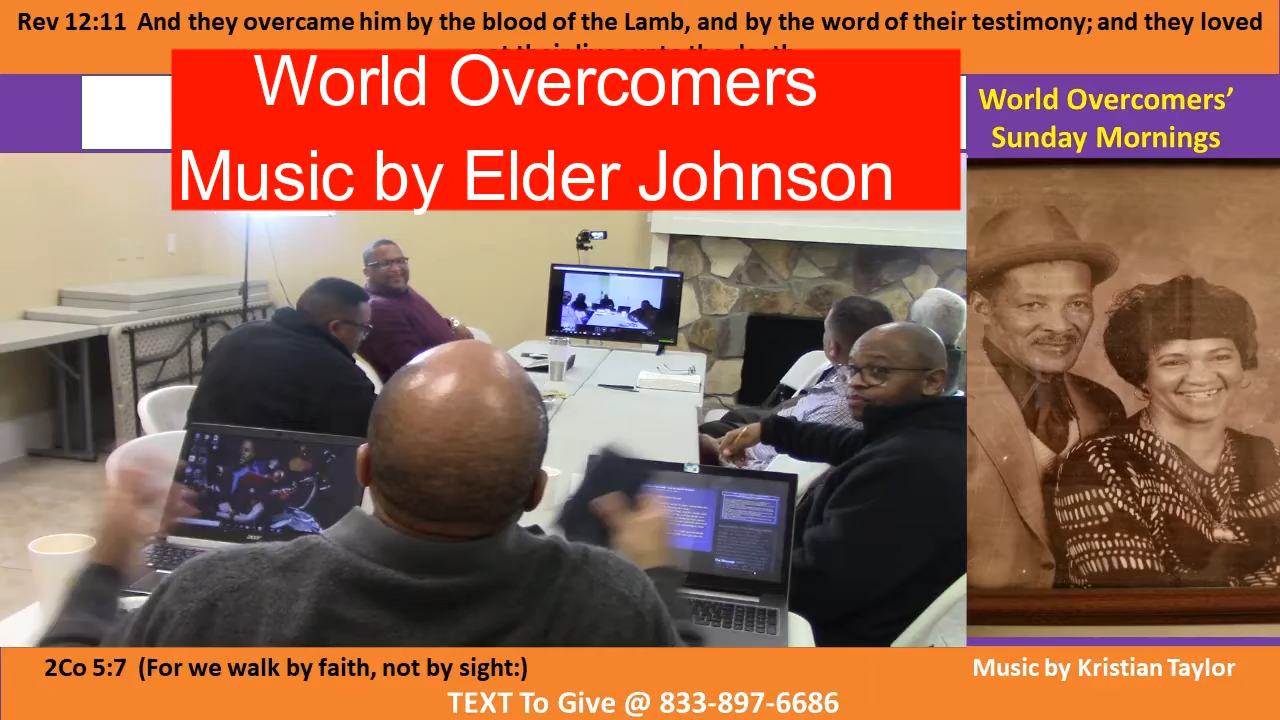 Rev 12:11 And they overcame him by the blood of the Lamb, and by the word of their testimony; and they loved
World Overcomers
Music by Elder Johnson
World Overcomers'
Sunday Mornings
acer
2Co 5:7 (For we walk by faith, not by sight:)
Music by Kristian Taylor
TEXT To Give @ 833-897-6686